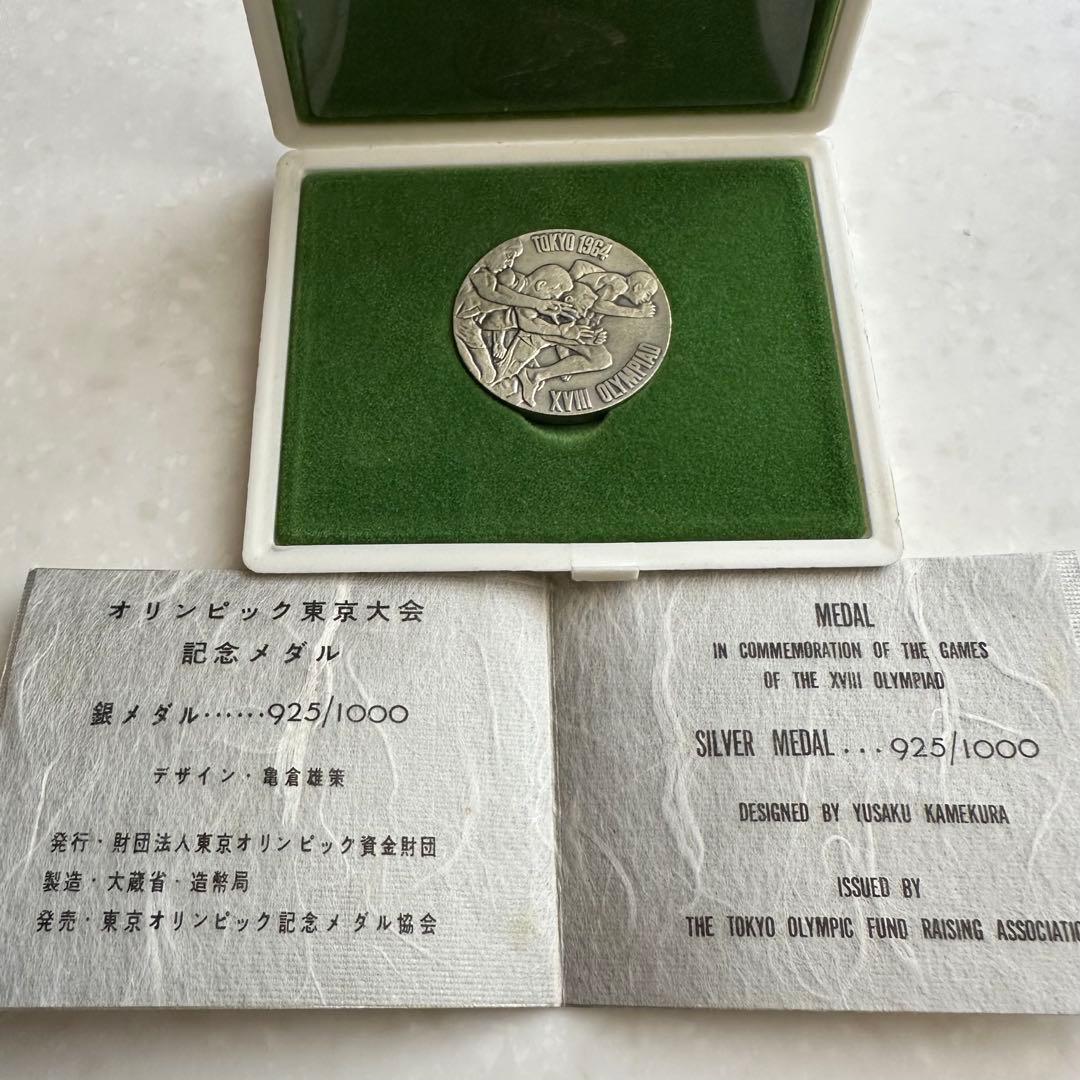 TOKYO 1964
XVIII OLYMPIAD
オリンピック東京大会
記念メダル
銀メダル······925/1000
デザイン・亀倉雄策
発行・財団法人東京オリンピック資金財団
製造・大蔵省・造幣局
発売・東京オリンピック記念メダル協会
MEDAL
IN COMMEMORATION OF THE GAMES
OF THE XVIII OLYMPIAD
SILVER MEDAL...925/1000
DESIGNED BY YUSAKU KAMEKURA
ISSUED BY
THE TOKYO OLYMPIC FUND RAISING ASSOCIATIO